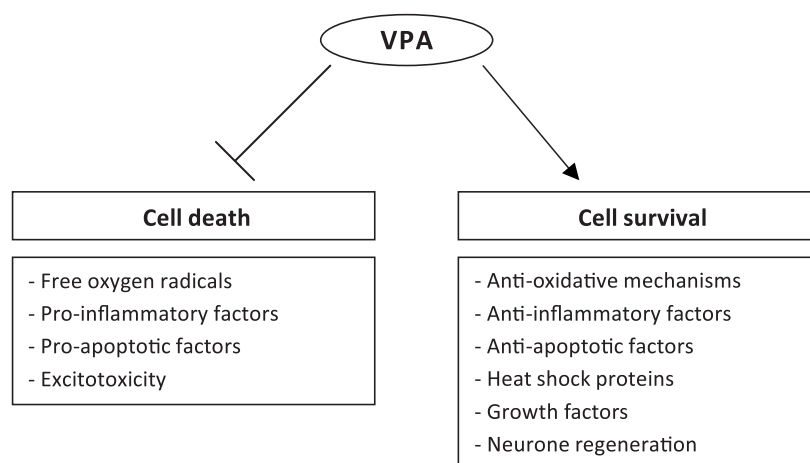 VPA
Cell death
- Free oxygen radicals
- Pro-inflammatory factors
- Pro-apoptotic factors
- Excitotoxicity
Cell survival
- Anti-oxidative mechanisms
- Anti-inflammatory factors
- Anti-apoptotic factors
- Heat shock proteins
- Growth factors
- Neurone regeneration